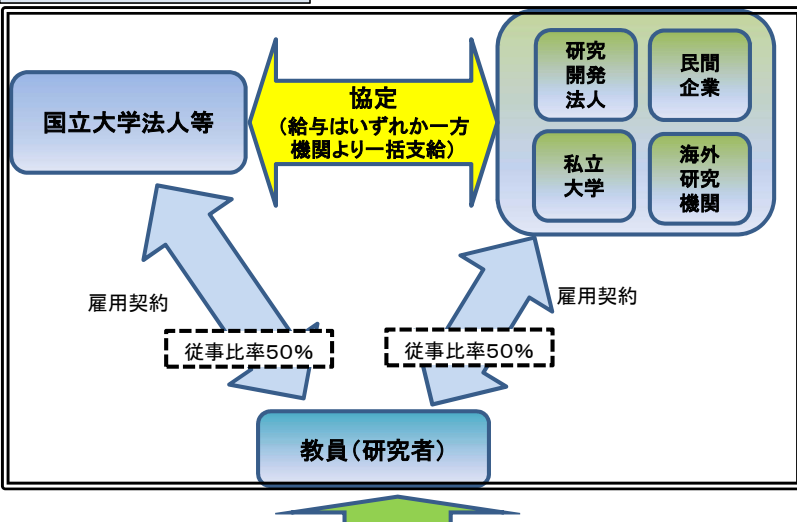 国立大学法人等
協定
(給与はいずれか一方
機関より一括支給)
研究
開発
法人
民間
企業
私立
大学
海外
研究
機関
雇用契約
雇用契約
従事比率50%
従事比率50%
教員(研究者)